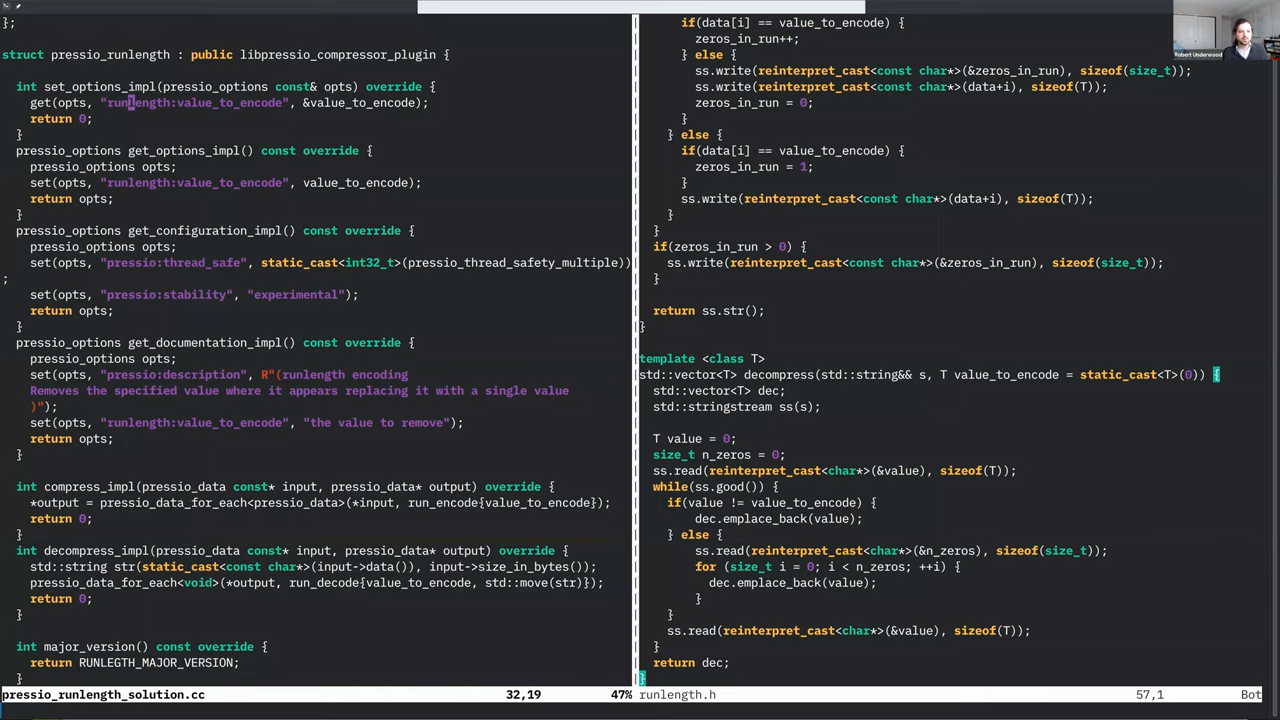 };
struct pressio_runlength : public libpressio_compressor_plugin {
int set_options_impl(pressio_options const& opts) override {
get(opts, "runlength:value_to_encode", &value_to_encode);
return 0;
}
pressio_options get_options_impl() const override {
pressio_options opts;
set(opts, "runlength:value_to_encode", value_to_encode);
return opts;
}
pressio_options get_configuration_impl() const override {
pressio_options opts;
set(opts, "pressio:thread_safe", static_cast<int32_t>(pressio_thread_safety_multiple))
;
set(opts, "pressio:stability", "experimental");
return opts;
}
pressio_options get_documentation_impl() const override {
pressio_options opts;
set(opts, "pressio:description", R"(runlength encoding
Removes the specified value where it appears replacing it with a single value
)");
set(opts, "runlength:value_to_encode", "the value to remove");
return opts;
}
int compress_impl(pressio_data const* input, pressio_data* output) override {
*output = pressio_data_for_each<pressio_data>(*input, run_encode{value_to_encode});
return 0;
}
int decompress_impl(pressio_data const* input, pressio_data* output) override {
std::string str(static_cast<const char*>(input->data()), input->size_in_bytes());
pressio_data_for_each<void>(*output, run_decode{value_to_encode, std::move(str)});
return 0;
}
int major_version() const override {
return RUNLEGTH_MAJOR_VERSION;
}
pressio_runlength_solution.cc 32,19 47%
if(data[i] == value_to_encode) {
zeros_in_run++;
} else {
ss.write(reinterpret_cast<const char*>(&zeros_in_run), sizeof(size_t));
ss.write(reinterpret_cast<const char*>(data+i), sizeof(T));
zeros_in_run = 0;
}
} else {
if(data[i] == value_to_encode) {
zeros_in_run = 1;
}
ss.write(reinterpret_cast<const char*>(data+i), sizeof(T));
}
}
if(zeros_in_run > 0) {
ss.write(reinterpret_cast<const char*>(&zeros_in_run), sizeof(size_t));
}
return ss.str();
}
template <class T>
std::vector<T> decompress(std::string&& s, T value_to_encode = static_cast<T>(0)) {
std::vector<T> dec;
std::stringstream ss(s);
T value = 0;
size_t n_zeros = 0;
ss.read(reinterpret_cast<char*>(&value), sizeof(T));
while(ss.good()) {
if(value != value_to_encode) {
dec.emplace_back(value);
} else {
ss.read(reinterpret_cast<char*>(&n_zeros), sizeof(size_t));
for (size_t i = 0; i < n_zeros; ++i) {
dec.emplace_back(value);
}
}
ss.read(reinterpret_cast<char*>(&value), sizeof(T));
}
return dec;
}
runlength.h 57,1 Bot
Robert Underwood